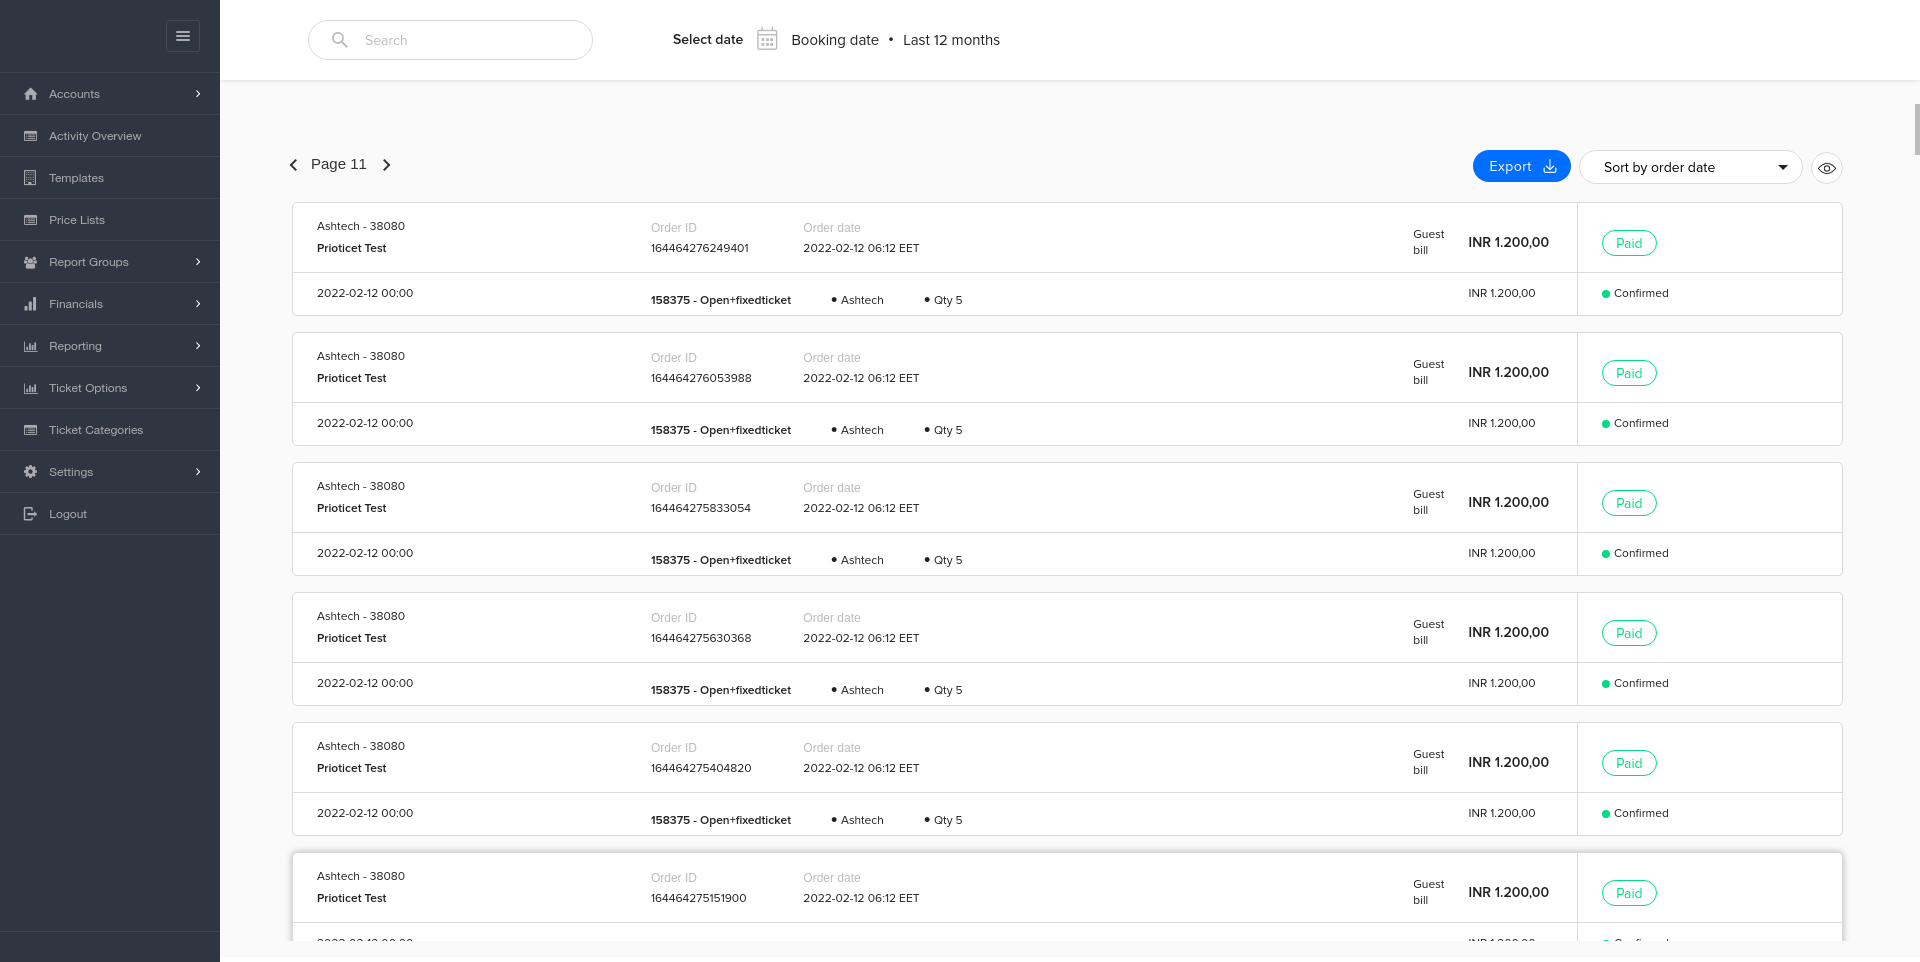 Search
Select date Booking date • Last 12 months
Accounts
Activity Overview
Templates
Price Lists
Report Groups
Financials
Reporting
Ticket Options
Ticket Categories
Settings
Logout
Page 11
Export
Sort by order date
Ashtech - 38080 Order ID Order date
Guest bill INR 1.200,00 Paid
Prioticet Test 164464276249401 2022-02-12 06:12 EET
2022-02-12 00:00 158375 - Open+fixedticket • Ashtech • Qty 5 INR 1.200,00 Confirmed
Ashtech - 38080 Order ID Order date
Guest bill INR 1.200,00 Paid
Prioticet Test 164464276053988 2022-02-12 06:12 EET
2022-02-12 00:00 158375 - Open+fixedticket • Ashtech • Qty 5 INR 1.200,00 Confirmed
Ashtech - 38080 Order ID Order date
Guest bill INR 1.200,00 Paid
Prioticet Test 164464275833054 2022-02-12 06:12 EET
2022-02-12 00:00 158375 - Open+fixedticket • Ashtech • Qty 5 INR 1.200,00 Confirmed
Ashtech - 38080 Order ID Order date
Guest bill INR 1.200,00 Paid
Prioticet Test 164464275630368 2022-02-12 06:12 EET
2022-02-12 00:00 158375 - Open+fixedticket • Ashtech • Qty 5 INR 1.200,00 Confirmed
Ashtech - 38080 Order ID Order date
Guest bill INR 1.200,00 Paid
Prioticet Test 164464275404820 2022-02-12 06:12 EET
2022-02-12 00:00 158375 - Open+fixedticket • Ashtech • Qty 5 INR 1.200,00 Confirmed
Ashtech - 38080 Order ID Order date
Guest bill INR 1.200,00 Paid
Prioticet Test 164464275151900 2022-02-12 06:12 EET